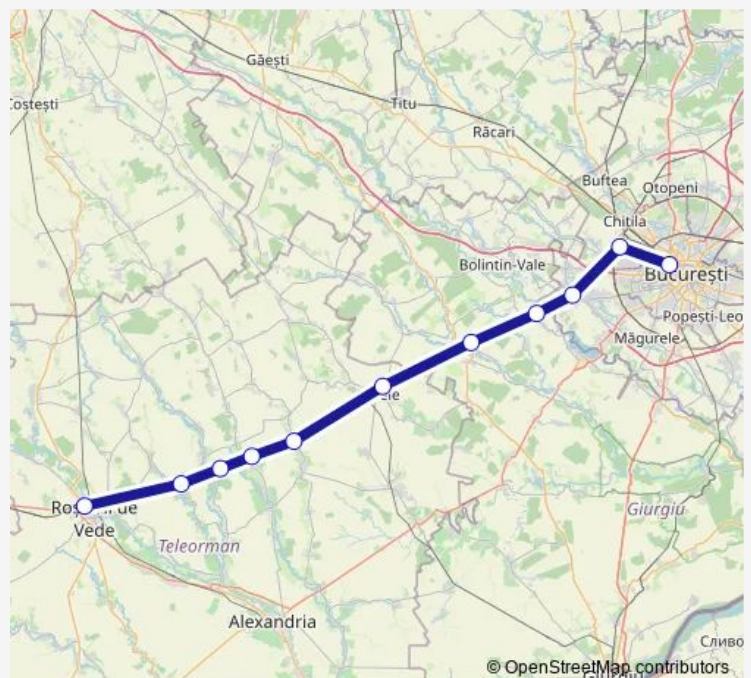 Găești
Costești
Titu
Răcari
Buftea
Otopeni
Chitila
Bolintin-Vale
București
Popești-Leo
Măgurele
Vede
Teleorman
Giurgiu
Alexandria
Сливо
© OpenStreetMap contributors